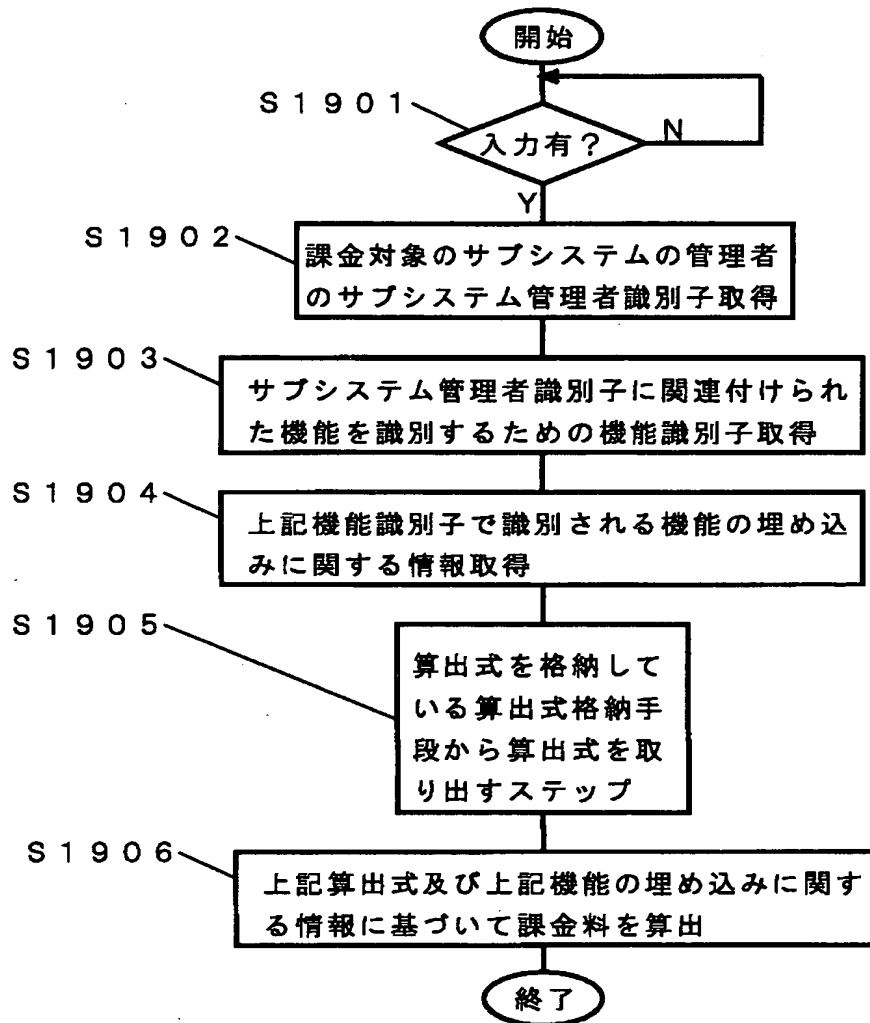 開始
S1901
入力有?
N
Y
S1902
課金対象のサブシステムの管理者
のサブシステム管理者識別子取得
S1903
サブシステム管理者識別子に関連付けられ
た機能を識別するための機能識別子取得
S1904
上記機能識別子で識別される機能の埋め込
みに関する情報取得
S1905
算出式を格納して
いる算出式格納手
段から算出式を取
り出すステップ
S1906
上記算出式及び上記機能の埋め込みに関す
る情報に基づいて課金料を算出
終了